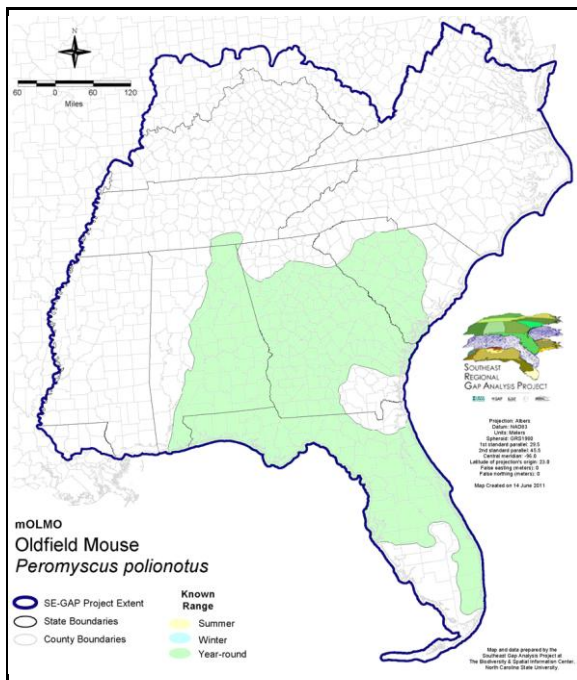 60 0 60 120
Miles
SOUTHEAST
REGIONAL
GAP ANALYSIS PROJECT
Projection: Albers
Datum: NAD83
Units: Meters
Spheroid: GRS1980
1st standard parallel: 29.5
2nd standard parallel: 45.5
Central meridian: -96.0
Latitude of projection's origin: 23.0
False easting (meters): 0
False northing (meters): 0
Map Created on 14 June 2011
mOLMO
Oldfield Mouse
Peromyscus polionotus
SE-GAP Project Extent
State Boundaries
County Boundaries
Known
Range
Summer
Winter
Year-round
Map and data prepared by the
Southeast Gap Analysis Project at
The Biodiversity & Spatial Information Center,
North Carolina State University.